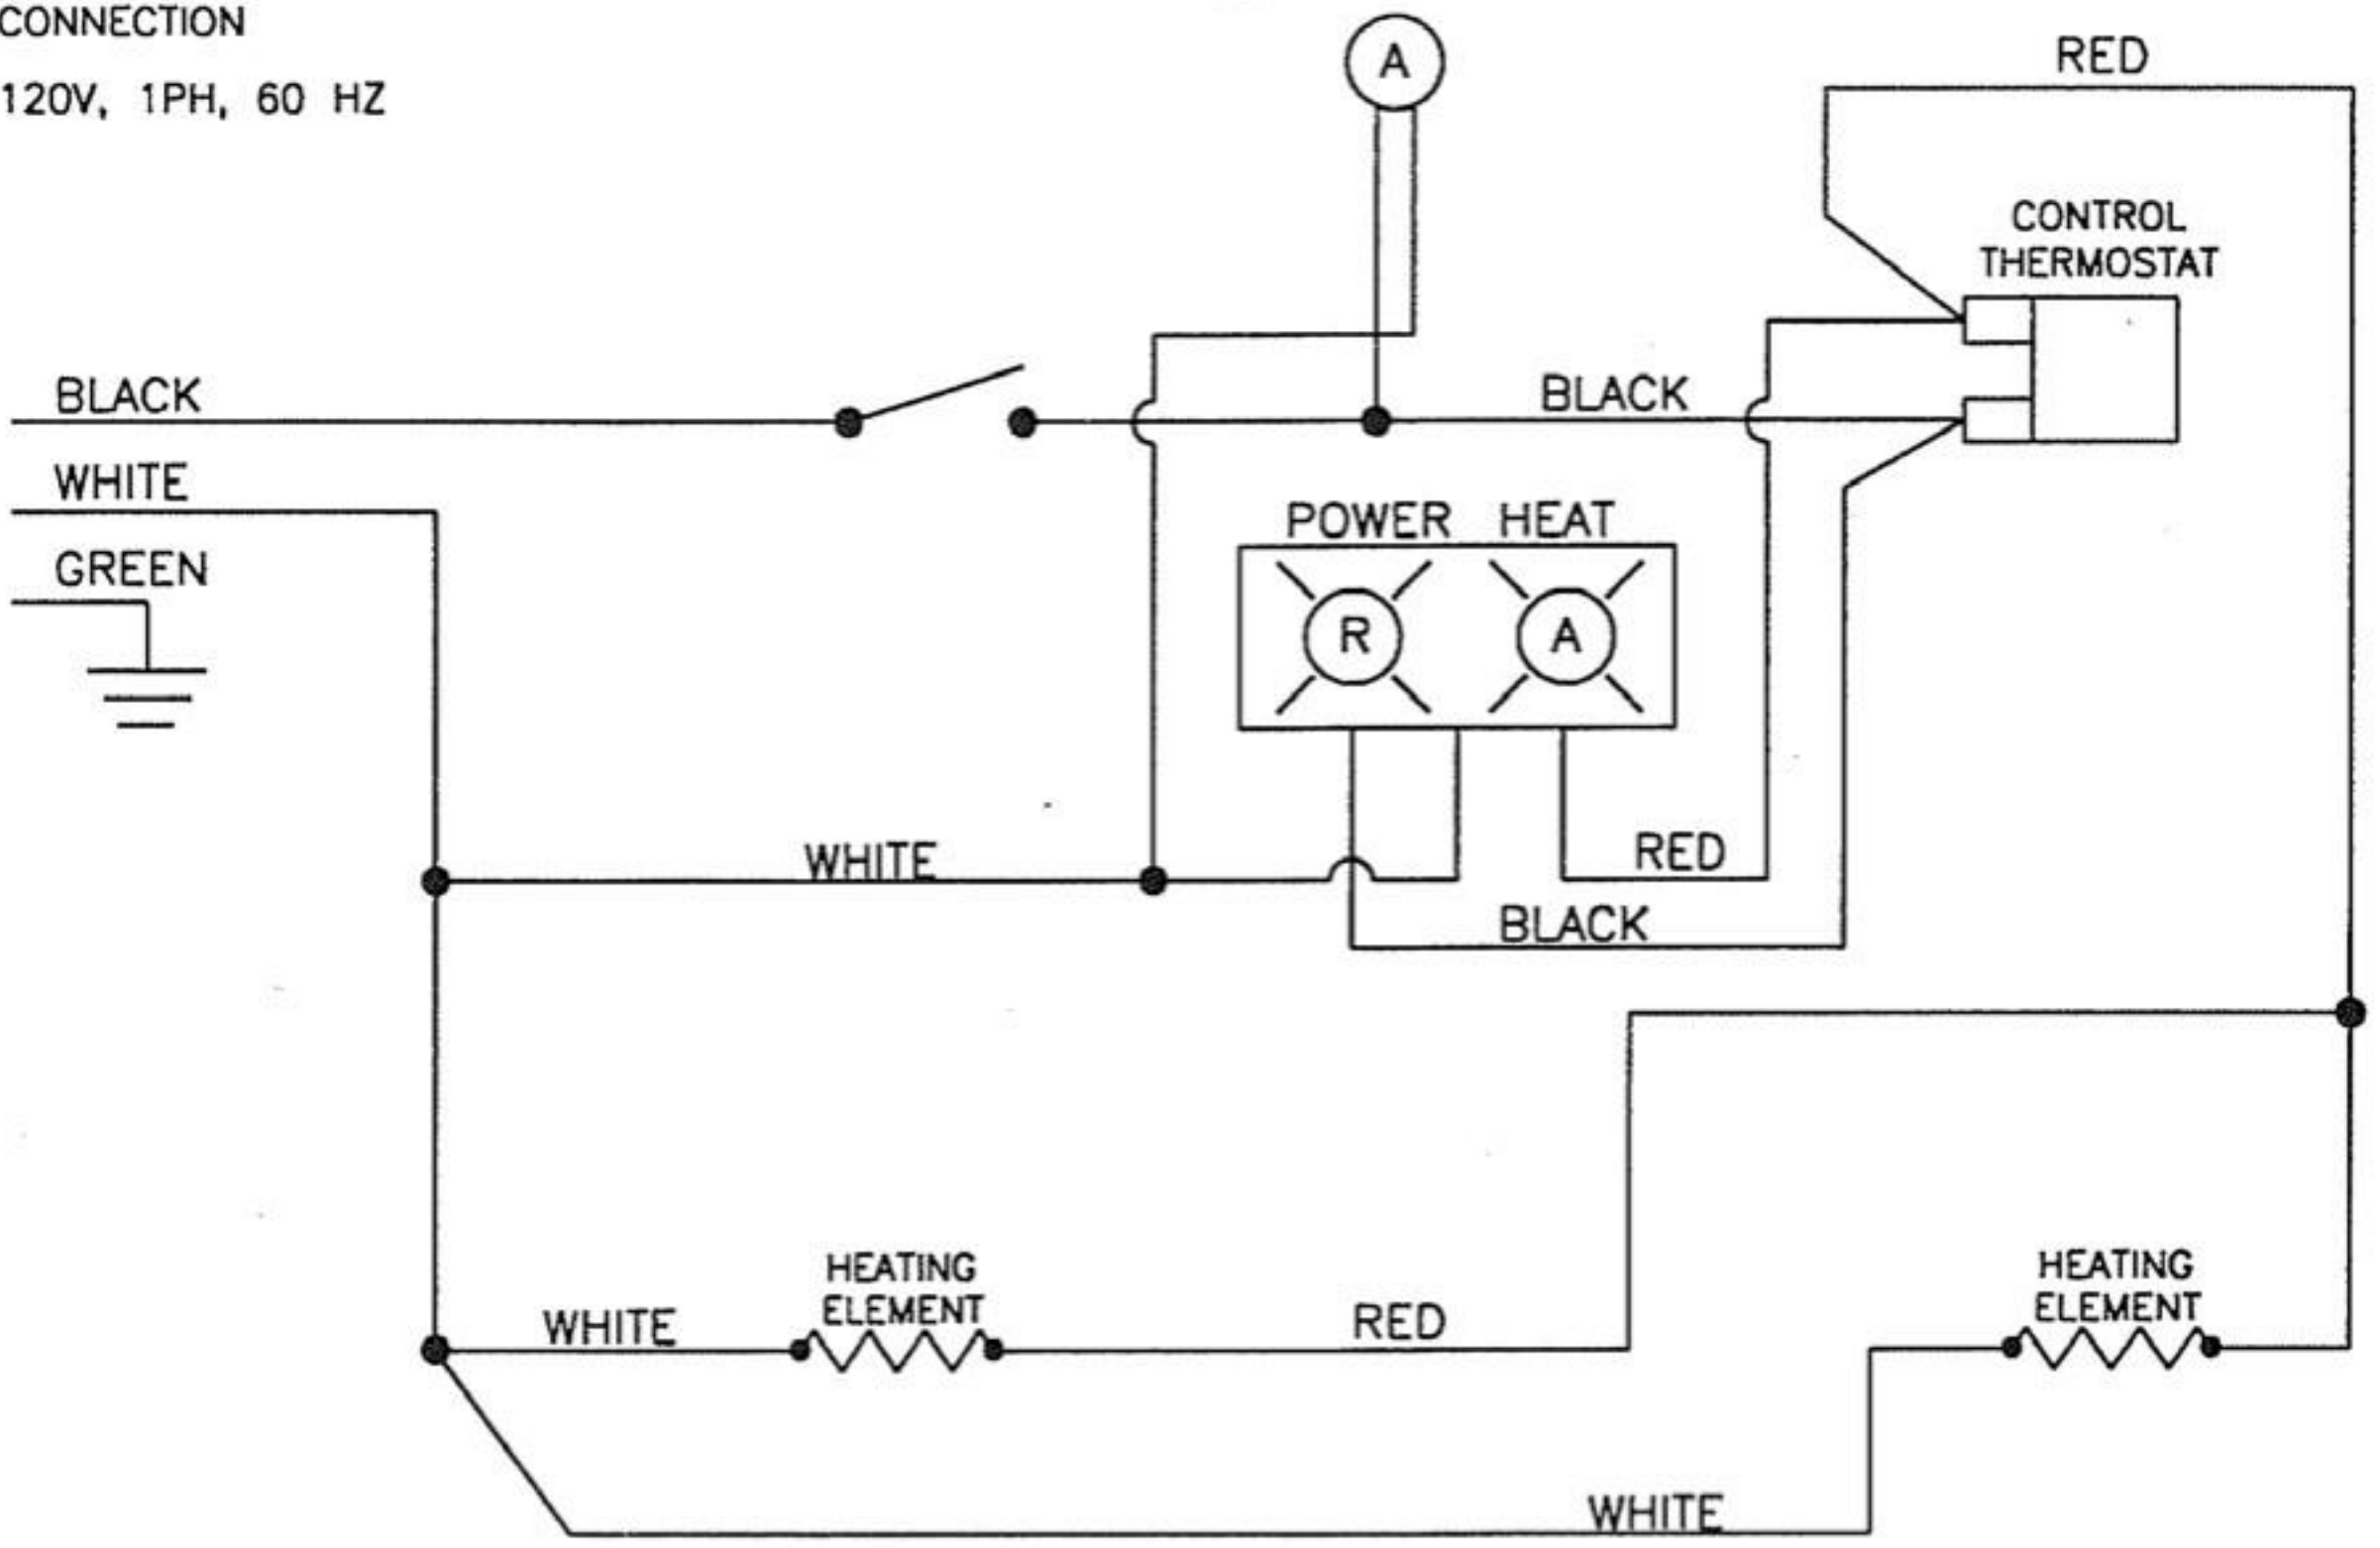 CONNECTION
120V, 1PH, 60 HZ
A
RED
CONTROL
THERMOSTAT
BLACK
BLACK
WHITE
POWER HEAT
GREEN
R
A
WHITE
RED
BLACK
HEATING
ELEMENT
WHITE
RED
HEATING
ELEMENT
WHITE